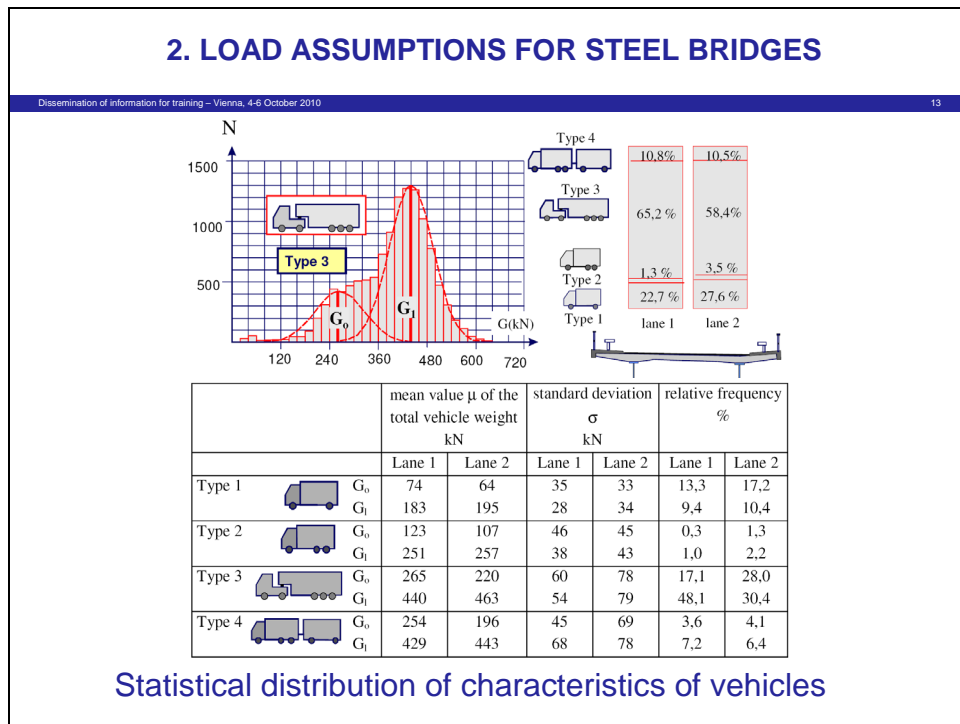 2. LOAD ASSUMPTIONS FOR STEEL BRIDGES
Dissemination of information for training – Vienna, 4-6 October 2010 13
N
1500
1000
500
Type 3
G₀
G₁
G(kN)
120 240 360 480 600 720
Type 4
Type 3
Type 2
Type 1
10,8% 10,5%
65,2 % 58,4%
1,3 % 3,5 %
22,7 % 27,6 %
lane 1 lane 2
mean value μ of the standard deviation relative frequency
total vehicle weight σ %
kN kN
Lane 1 Lane 2 Lane 1 Lane 2 Lane 1 Lane 2
Type 1 Gₒ 74 64 35 33 13,3 17,2
G₁ 183 195 28 34 9,4 10,4
Type 2 Gₒ 123 107 46 45 0,3 1,3
G₁ 251 257 38 43 1,0 2,2
Type 3 Gₒ 265 220 60 78 17,1 28,0
G₁ 440 463 54 79 48,1 30,4
Type 4 Gₒ 254 196 45 69 3,6 4,1
G₁ 429 443 68 78 7,2 6,4
Statistical distribution of characteristics of vehicles